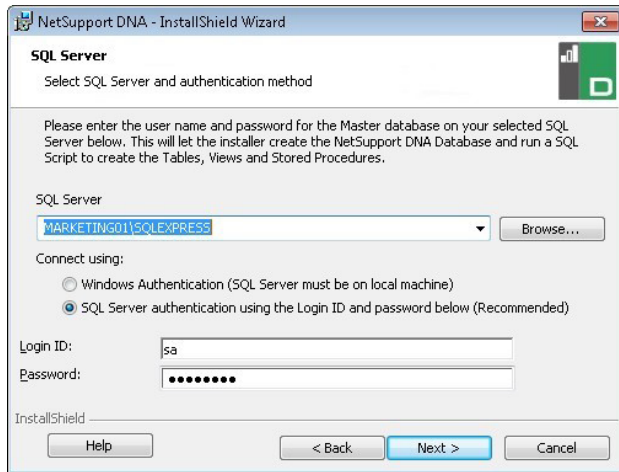 NetSupport DNA - InstallShield Wizard
SQL Server
Select SQL Server and authentication method
D
Please enter the user name and password for the Master database on your selected SQL
Server below. This will let the installer create the NetSupport DNA Database and run a SQL
Script to create the Tables, Views and Stored Procedures.
SQL Server
MARKETING01\SQLEXPRESS
Browse...
Connect using:
Windows Authentication (SQL Server must be on local machine)
SQL Server authentication using the Login ID and password below (Recommended)
Login ID:
sa
Password:
●●●●●●●●
InstallShield
Help
< Back
Next >
Cancel